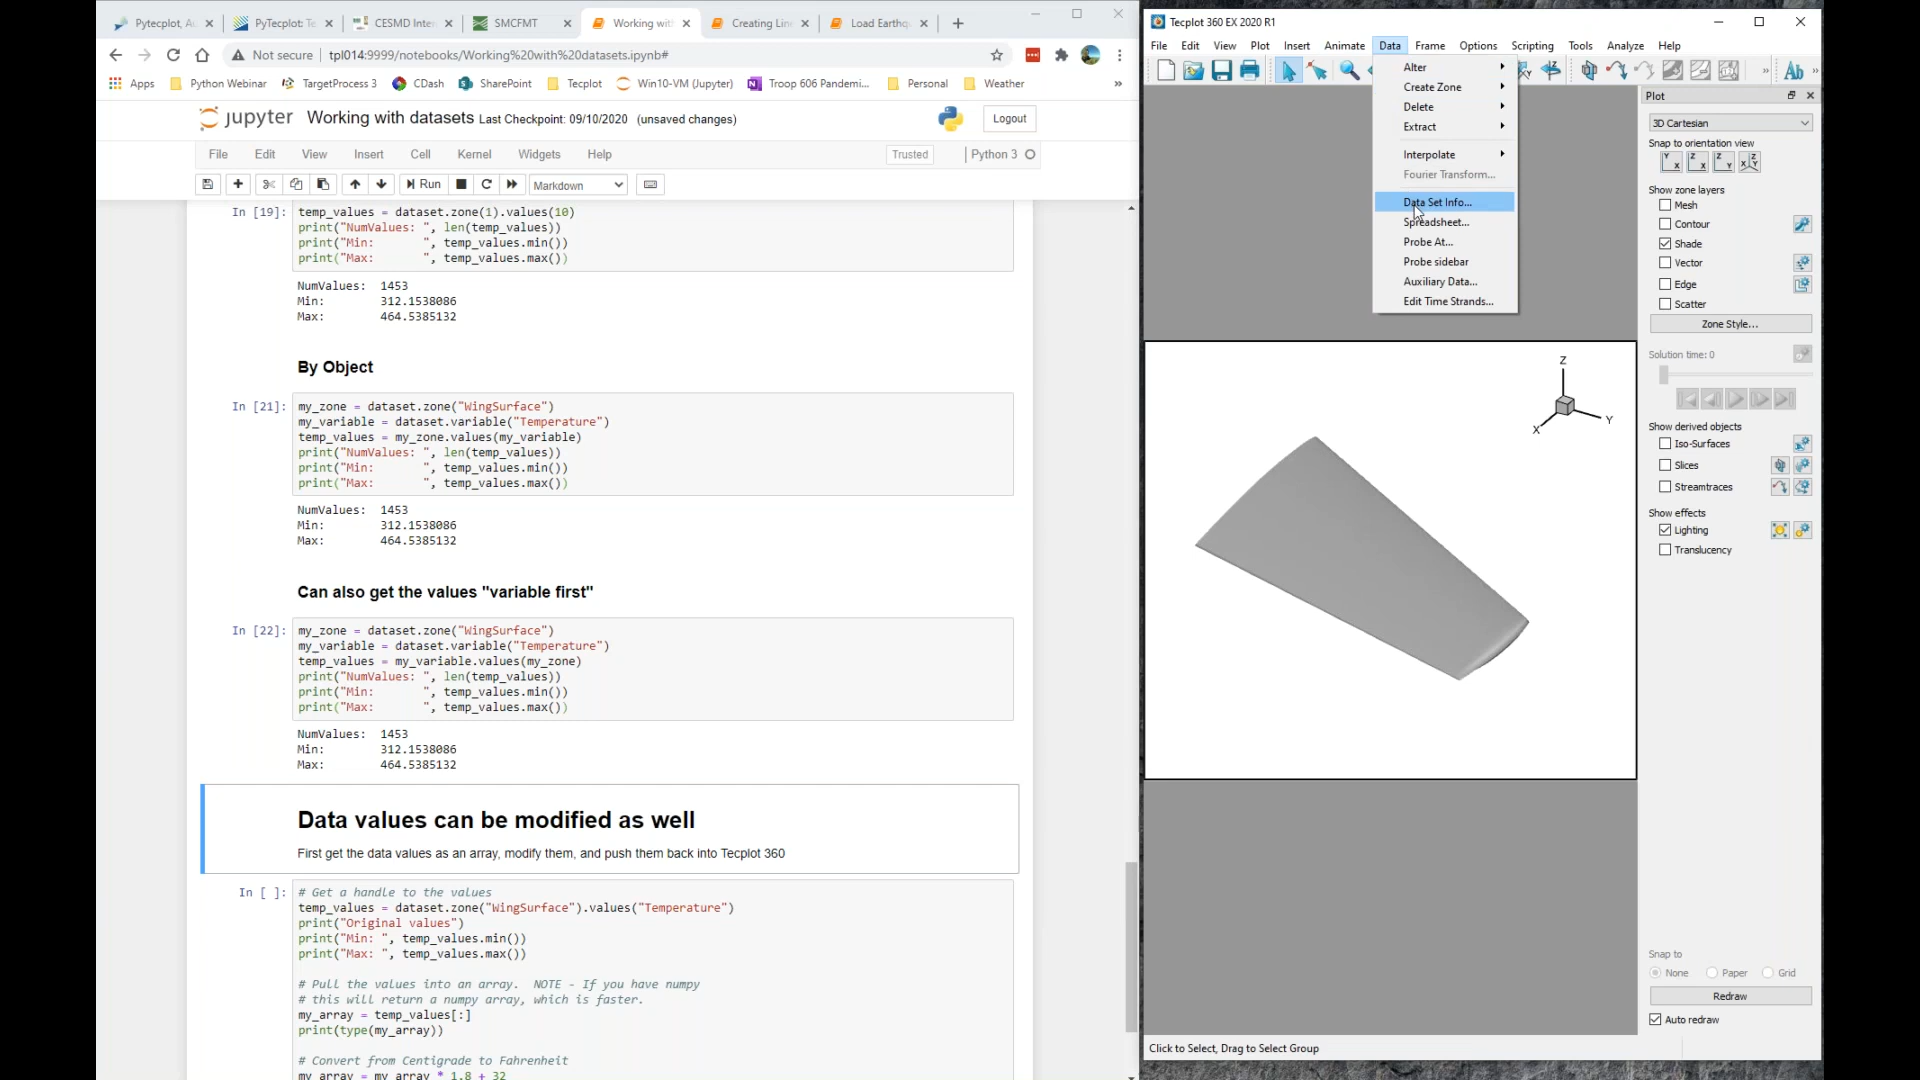 Pytecplot, A
PyTecplot: Te
CESMD Inter
SMCFMT
Working with
Creating Line
Load Earthqu
Not secure | tpl014:9999/notebooks/Working%20with%20datasets.ipynb#
Apps Python Webinar TargetProcess 3 CDash SharePoint Tecplot Win10-VM (Jupyter) Troop 606 Pandemi... Personal Weather »
jupyter Working with datasets Last Checkpoint: 09/10/2020 (unsaved changes) Logout
File Edit View Insert Cell Kernel Widgets Help Trusted Python 3
Run Markdown
In [19]: temp_values = dataset.zone(1).values(10)
print("NumValues: ", len(temp_values))
print("Min:       ", temp_values.min())
print("Max:       ", temp_values.max())
NumValues: 1453
Min: 312.1538086
Max: 464.5385132
By Object
In [21]: my_zone = dataset.zone("WingSurface")
my_variable = dataset.variable("Temperature")
temp_values = my_zone.values(my_variable)
print("NumValues: ", len(temp_values))
print("Min:       ", temp_values.min())
print("Max:       ", temp_values.max())
NumValues: 1453
Min: 312.1538086
Max: 464.5385132
Can also get the values "variable first"
In [22]: my_zone = dataset.zone("WingSurface")
my_variable = dataset.variable("Temperature")
temp_values = my_variable.values(my_zone)
print("NumValues: ", len(temp_values))
print("Min:       ", temp_values.min())
print("Max:       ", temp_values.max())
NumValues: 1453
Min: 312.1538086
Max: 464.5385132
Data values can be modified as well
First get the data values as an array, modify them, and push them back into Tecplot 360
In [ ]: # Get a handle to the values
temp_values = dataset.zone("WingSurface").values("Temperature")
print("Original values")
print("Min: ", temp_values.min())
print("Max: ", temp_values.max())
# Pull the values into an array.  NOTE - If you have numpy
# this will return a numpy array, which is faster.
my_array = temp_values[:]
print(type(my_array))
# Convert from Centigrade to Fahrenheit
my_array = my_array * 1.8 + 32
Tecplot 360 EX 2020 R1
File Edit View Plot Insert Animate Data Frame Options Scripting Tools Analyze Help
» Ab »
Alter
Create Zone
Delete
Extract
Interpolate
Fourier Transform...
Data Set Info...
Spreadsheet...
Probe At...
Probe sidebar
Auxiliary Data...
Edit Time Strands...
Z
Y
X
Click to Select, Drag to Select Group
Plot
3D Cartesian
Snap to orientation view
Y X Z X Z Y X Y Z
Show zone layers
Mesh
Contour
Shade
Vector
Edge
Scatter
Zone Style...
Solution time: 0
Show derived objects
Iso-Surfaces
Slices
Streamtraces
Show effects
Lighting
Translucency
Snap to
None Paper Grid
Redraw
Auto redraw